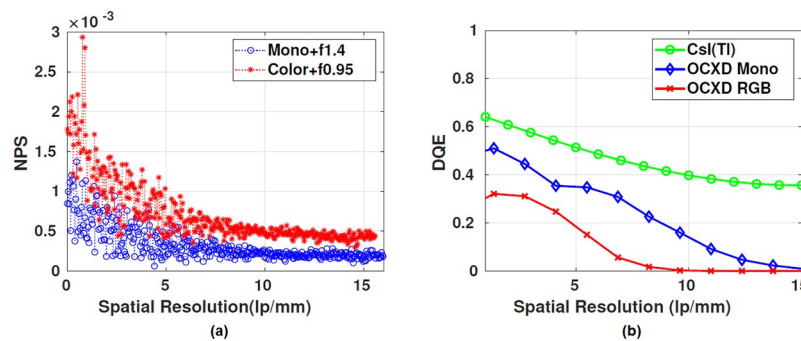 ×10 -3
3
2.5
2
1.5
1
0.5
0
NPS
Mono+f1.4
Color+f0.95
0 5 10 15
Spatial Resolution(lp/mm)
(a)
1
0.8
0.6
0.4
0.2
0
DQE
CsI(Tl)
OCXD Mono
OCXD RGB
5 10 15
Spatial Resolution (lp/mm)
(b)